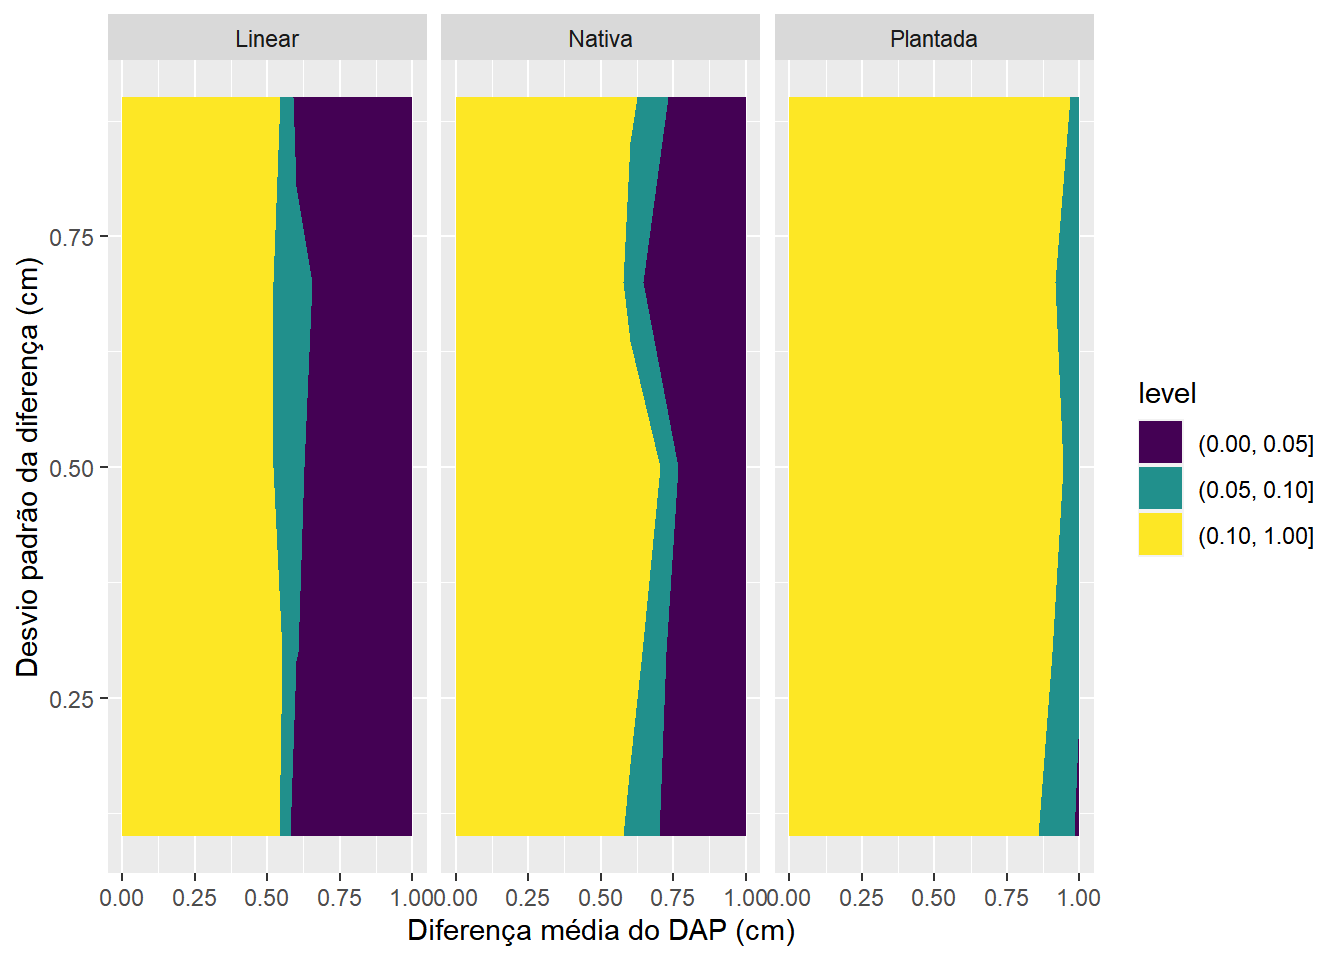 Linear Nativa Plantada
Desvio padrão da diferença (cm)
0.75
0.50
0.25
0.00 0.25 0.50 0.75 1.00 0.00 0.25 0.50 0.75 1.00 0.00 0.25 0.50 0.75 1.00
Diferença média do DAP (cm)
level
(0.00, 0.05]
(0.05, 0.10]
(0.10, 1.00]